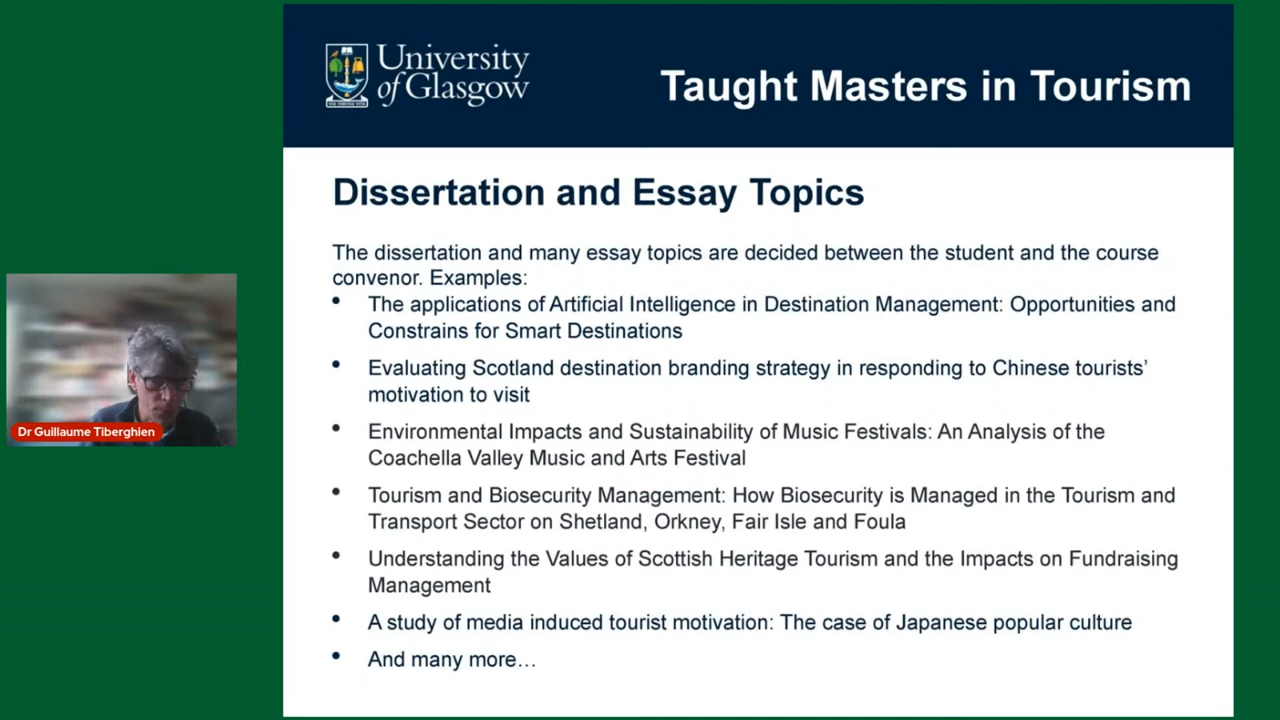 University
of Glasgow
Taught Masters in Tourism
Dissertation and Essay Topics
The dissertation and many essay topics are decided between the student and the course
convenor. Examples:
• The applications of Artificial Intelligence in Destination Management: Opportunities and
Constrains for Smart Destinations
• Evaluating Scotland destination branding strategy in responding to Chinese tourists’
motivation to visit
• Environmental Impacts and Sustainability of Music Festivals: An Analysis of the
Coachella Valley Music and Arts Festival
• Tourism and Biosecurity Management: How Biosecurity is Managed in the Tourism and
Transport Sector on Shetland, Orkney, Fair Isle and Foula
• Understanding the Values of Scottish Heritage Tourism and the Impacts on Fundraising
Management
• A study of media induced tourist motivation: The case of Japanese popular culture
• And many more…
Dr Guillaume Tiberghien